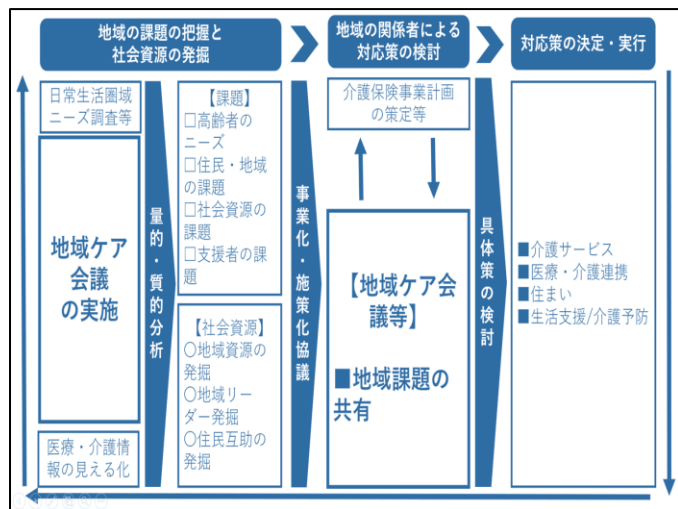 地域の課題の把握と
社会資源の発掘
地域の関係者による
対応策の検討
対応策の決定・実行
日常生活圏域
ニーズ調査等
地域ケア
会議
の実施
医療・介護情
報の見える化
量的・質的分析
【課題】
□高齢者の
ニーズ
□住民・地域
の課題
□社会資源の
課題
□支援者の課
題
【社会資源】
○地域資源の
発掘
○地域リー
ダー発掘
○住民互助の
発掘
事業化・施策化協議
介護保険事業計画
の策定等
【地域ケア会
議等】
■地域課題の
共有
具体策の検討
■介護サービス
■医療・介護連携
■住まい
■生活支援/介護予防